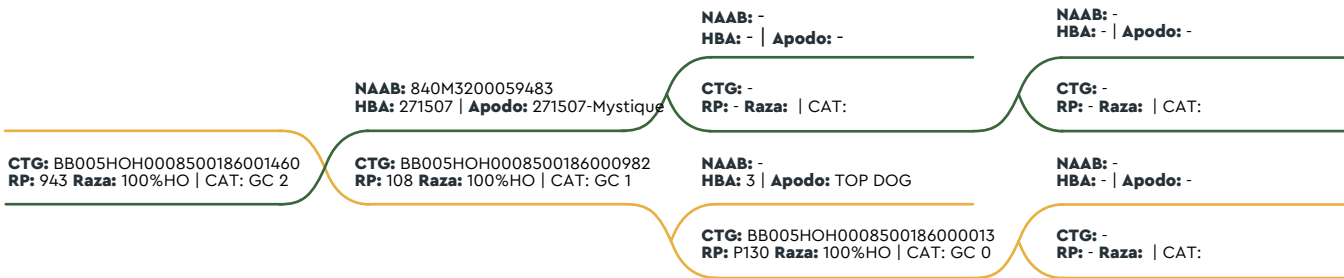 CTG: BB005HOH0008500186001460
RP: 943 Raza: 100%HO | CAT: GC 2
NAAB: 840M3200059483
HBA: 271507 | Apodo: 271507-Mystique
CTG: BB005HOH0008500186000982
RP: 108 Raza: 100%HO | CAT: GC 1
NAAB: -
HBA: - | Apodo: -
CTG: -
RP: - Raza: | CAT:
NAAB: -
HBA: 3 | Apodo: TOP DOG
CTG: BB005HOH0008500186000013
RP: P130 Raza: 100%HO | CAT: GC 0
NAAB: -
HBA: - | Apodo: -
CTG: -
RP: - Raza: | CAT:
NAAB: -
HBA: - | Apodo: -
CTG: -
RP: - Raza: | CAT: